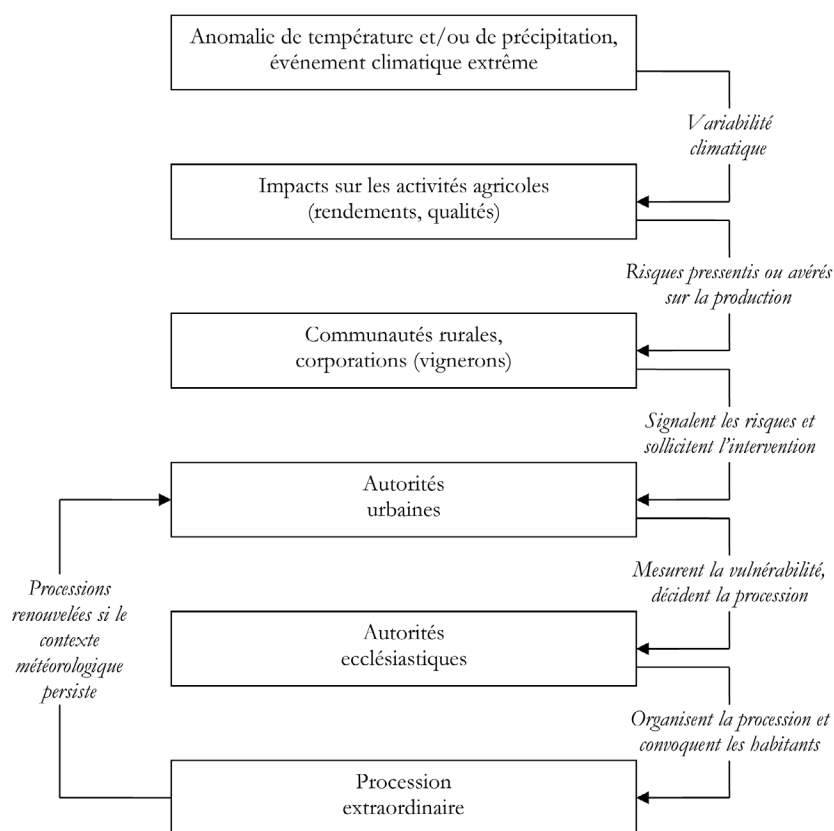 Anomalie de température et/ou de précipitation,
événement climatique extrême
Variabilité
climatique
Impacts sur les activités agricoles
(rendements, qualités)
Risques pressentis ou avérés
sur la production
Communautés rurales,
corporations (vignerons)
Signalent les risques et
sollicitent l'intervention
Autorités
urbaines
Mesurent la vulnérabilité,
décident la procession
Processions
renouvelées si le
contexte
météorologique
persiste
Autorités
ecclésiastiques
Organisent la procession et
convoquent les habitants
Procession
extraordinaire